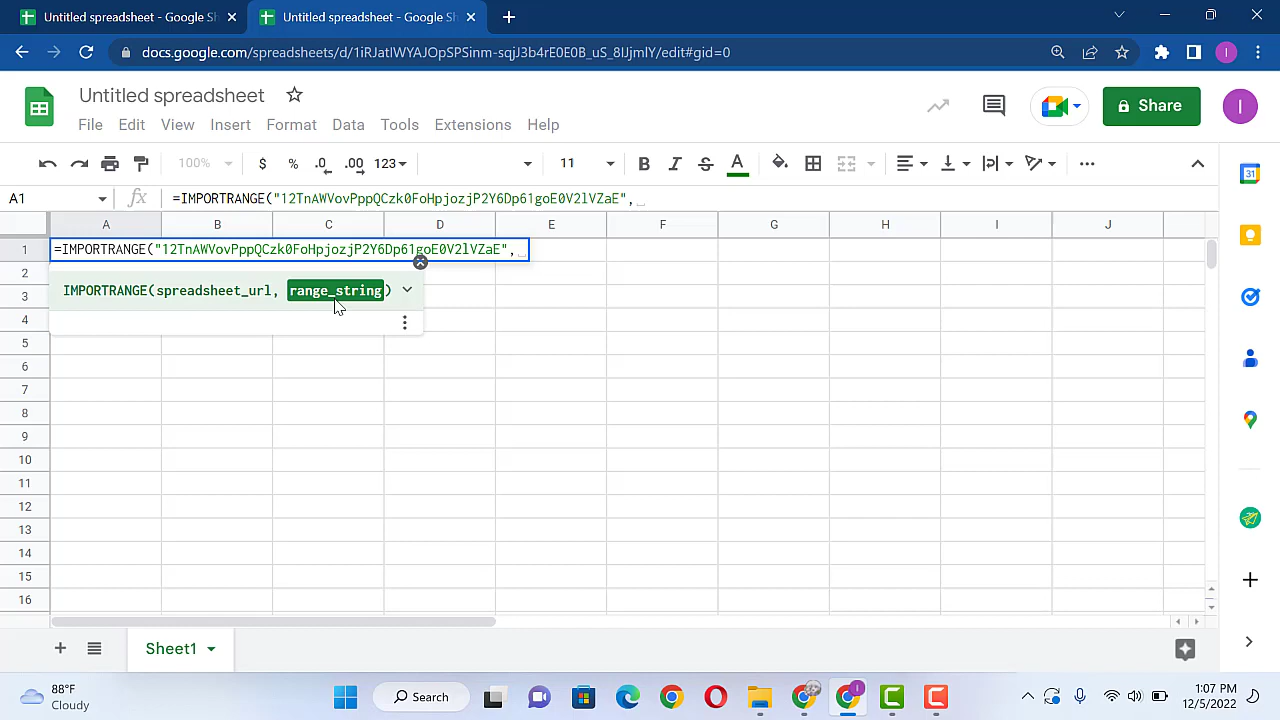 Untitled spreadsheet - Google Sh
Untitled spreadsheet - Google Sh
docs.google.com/spreadsheets/d/1iRJatIWYAJOpSPSinm-sqjJ3b4rE0E0B_uS_8IJjmlY/edit#gid=0
I
Untitled spreadsheet
File Edit View Insert Format Data Tools Extensions Help
Share
I
31
100% $ % .0 .00 123 11 B I S A
A1 fx =IMPORTRANGE("12TnAWVovPppQCzk0FoHpjozjP2Y6Dp61goE0V2lVZaE",
A B C D E F G H I J
1 =IMPORTRANGE("12TnAWVovPppQCzk0FoHpjozjP2Y6Dp61goE0V2lVZaE",
2
IMPORTRANGE(spreadsheet_url, range_string)
3
4
5
6
7
8
9
10
11
12
13
14
15
16
Sheet1
88°F
Cloudy
Search
I
1:07 PM
12/5/2022